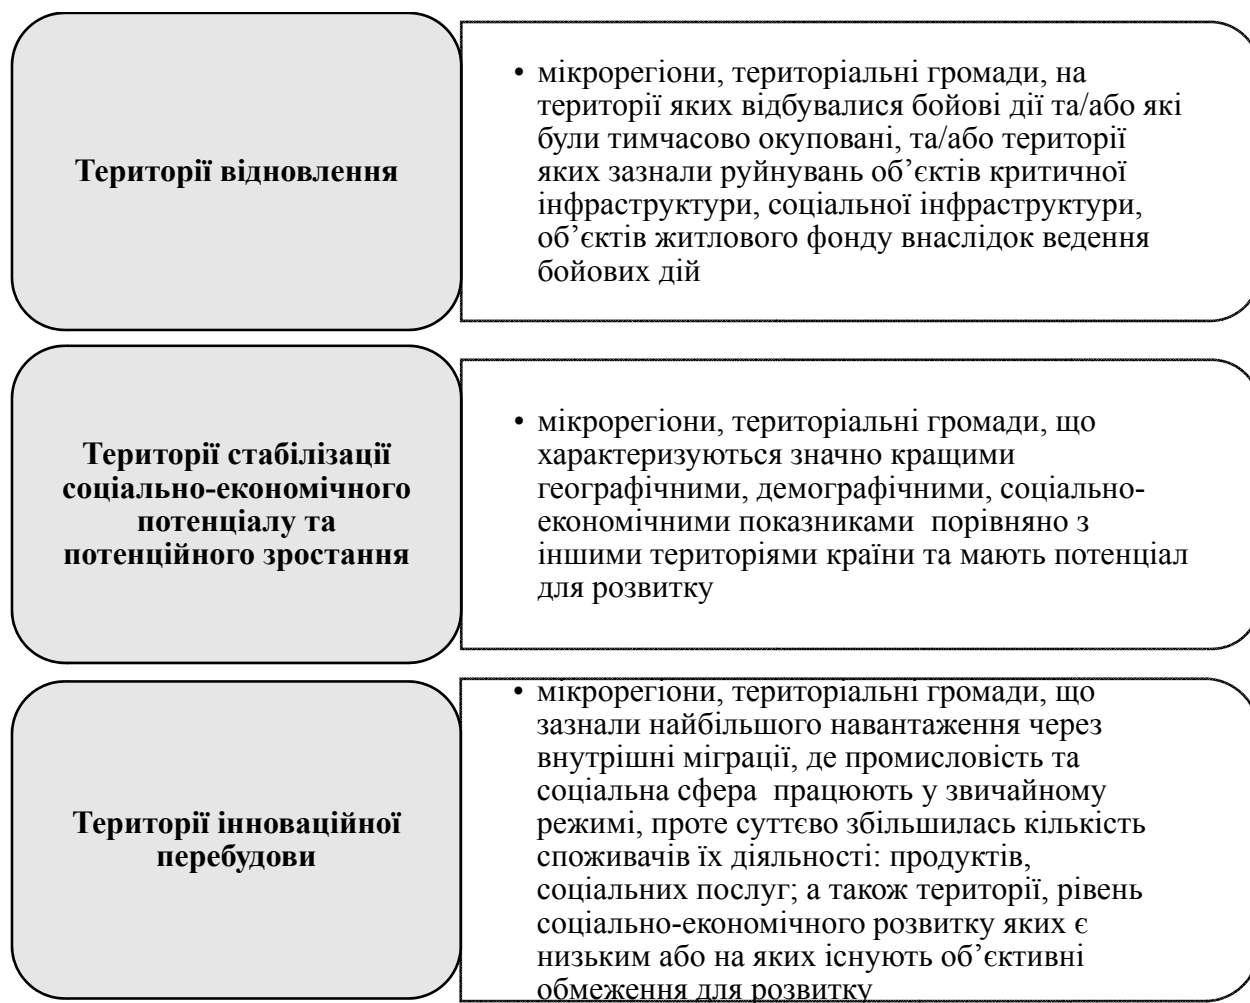 Території відновлення
• мікрорегіони, територіальні громади, на
території яких відбувалися бойові дії та/або які
були тимчасово окуповані, та/або території
яких зазнали руйнувань об’єктів критичної
інфраструктури, соціальної інфраструктури,
об’єктів житлового фонду внаслідок ведення
бойових дій
Території стабілізації
соціально-економічного
потенціалу та
потенційного зростання
• мікрорегіони, територіальні громади, що
характеризуються значно кращими
географічними, демографічними, соціально-
економічними показниками  порівняно з
іншими територіями країни та мають потенціал
для розвитку
Території інноваційної
перебудови
• мікрорегіони, територіальні громади, що
зазнали найбільшого навантаження через
внутрішні міграції, де промисловість та
соціальна сфера  працюють у звичайному
режимі, проте суттєво збільшилась кількість
споживачів їх діяльності: продуктів,
соціальних послуг; а також території, рівень
соціально-економічного розвитку яких є
низьким або на яких існують об’єктивні
обмеження для розвитку